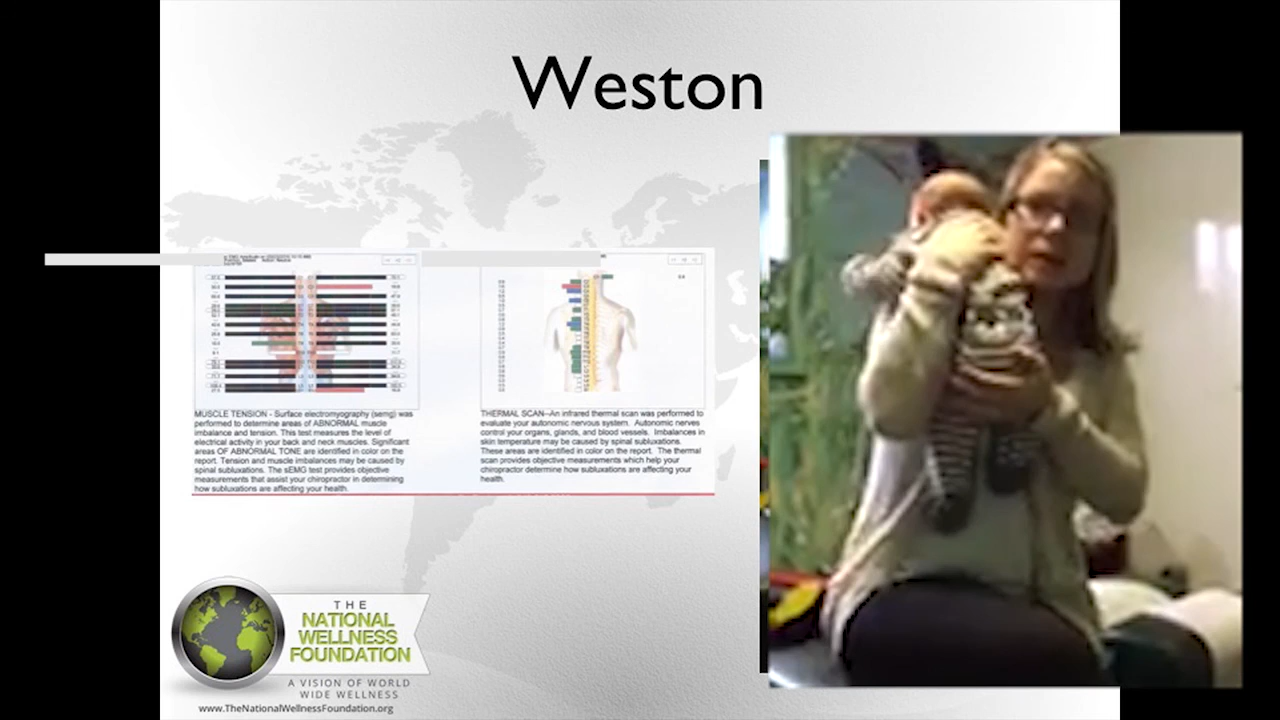 Weston
MUSCLE TENSION - Surface electromyography (semg) was
performed to determine areas of ABNORMAL muscle
imbalance and tension. This test measures the level of
electrical activity in your back and neck muscles. Significant
areas OF ABNORMAL TONE are identified in color on the
report. Tension and muscle imbalances may be caused by
spinal subluxations. The sEMG test provides objective
measurements that assist your chiropractor in determining
how subluxations are affecting your health.
THERMAL SCAN--An infrared thermal scan was performed to
evaluate your autonomic nervous system. Autonomic nerves
control your organs, glands, and blood vessels. Imbalances in
skin temperature may be caused by spinal subluxations.
These areas are identified in color on the report. The thermal
scan provides objective measurements which help your
chiropractor determine how subluxations are affecting your
health.
THE
NATIONAL
WELLNESS
FOUNDATION
A VISION OF WORLD
WIDE WELLNESS
www.TheNationalWellnessFoundation.org